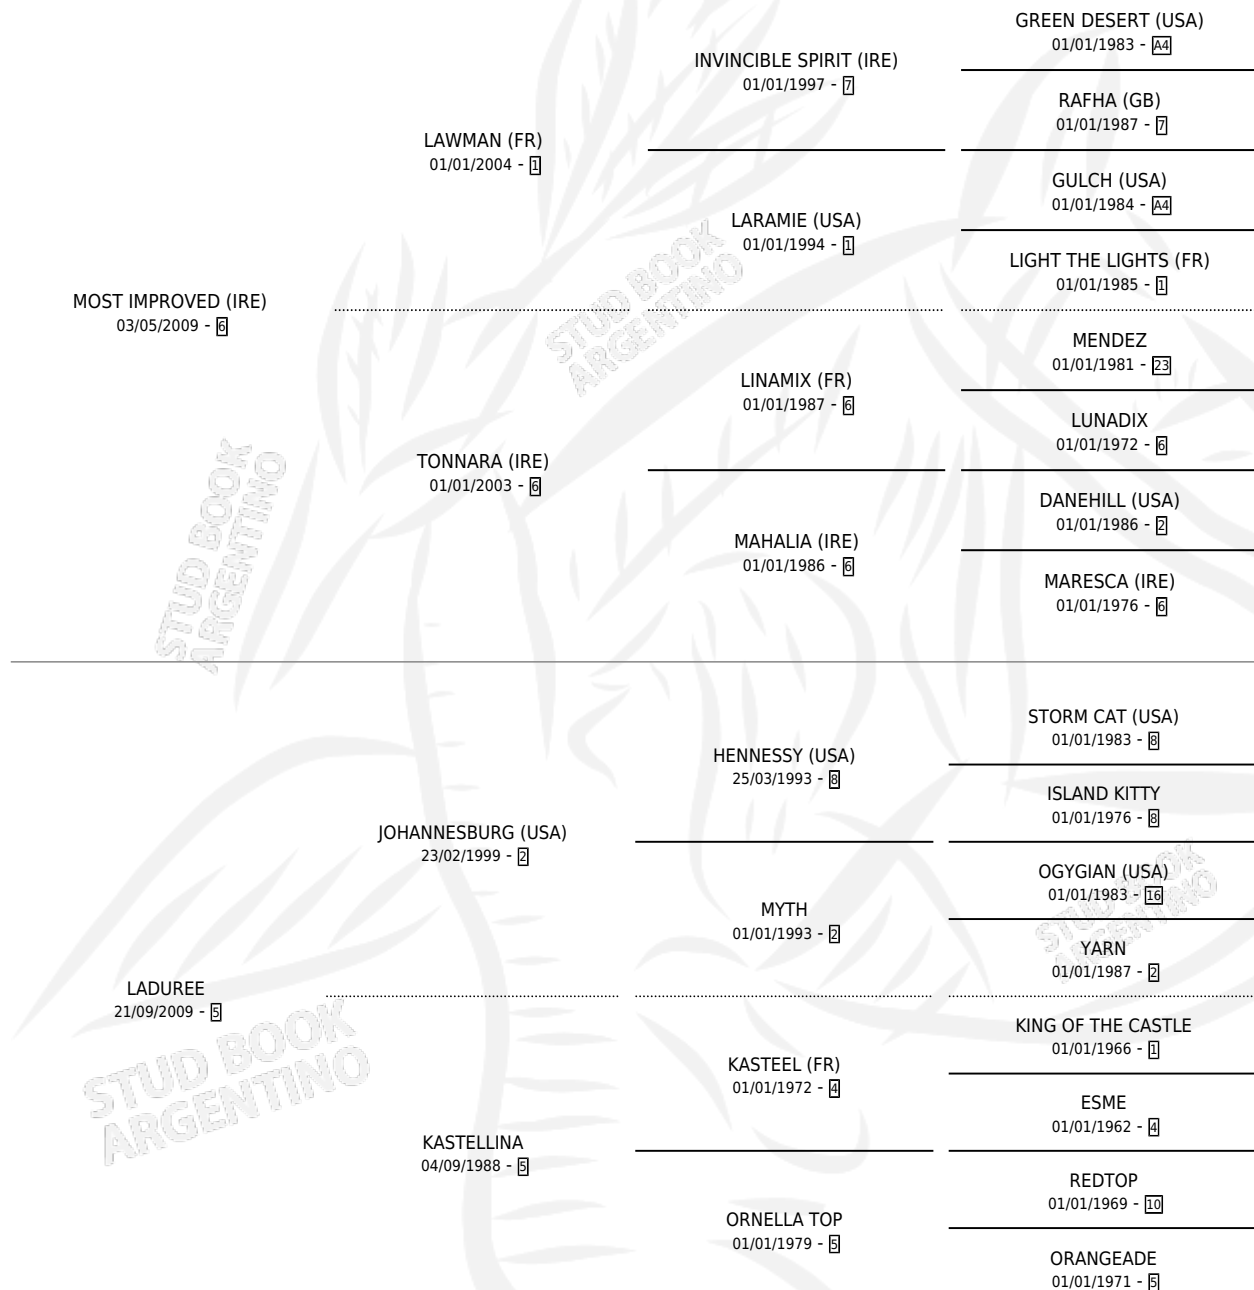 GREEN DESERT (USA)
01/01/1983 - A4
INVINCIBLE SPIRIT (IRE)
01/01/1997 - 7
RAFHA (GB)
01/01/1987 - 7
LAWMAN (FR)
01/01/2004 - 1
GULCH (USA)
01/01/1984 - A4
LARAMIE (USA)
01/01/1994 - 1
LIGHT THE LIGHTS (FR)
01/01/1985 - 1
MOST IMPROVED (IRE)
03/05/2009 - 6
MENDEZ
01/01/1981 - 23
LINAMIX (FR)
01/01/1987 - 6
LUNADIX
01/01/1972 - 6
TONNARA (IRE)
01/01/2003 - 6
DANEHILL (USA)
01/01/1986 - 2
MAHALIA (IRE)
01/01/1986 - 6
MARESCA (IRE)
01/01/1976 - 6
STORM CAT (USA)
01/01/1983 - 8
HENNESSY (USA)
25/03/1993 - 8
ISLAND KITTY
01/01/1976 - 8
JOHANNESBURG (USA)
23/02/1999 - 2
OGYGIAN (USA)
01/01/1983 - 16
MYTH
01/01/1993 - 2
YARN
01/01/1987 - 2
LADUREE
21/09/2009 - 5
KING OF THE CASTLE
01/01/1966 - 1
KASTEEL (FR)
01/01/1972 - 4
ESME
01/01/1962 - 4
KASTELLINA
04/09/1988 - 5
REDTOP
01/01/1969 - 10
ORNELLA TOP
01/01/1979 - 5
ORANGEADE
01/01/1971 - 5
STUD BOOK
ARGENTINO
STUD BOOK
ARGENTINO
STUD BOOK
ARGENTINO
STUD BOOK
ARGENTINO